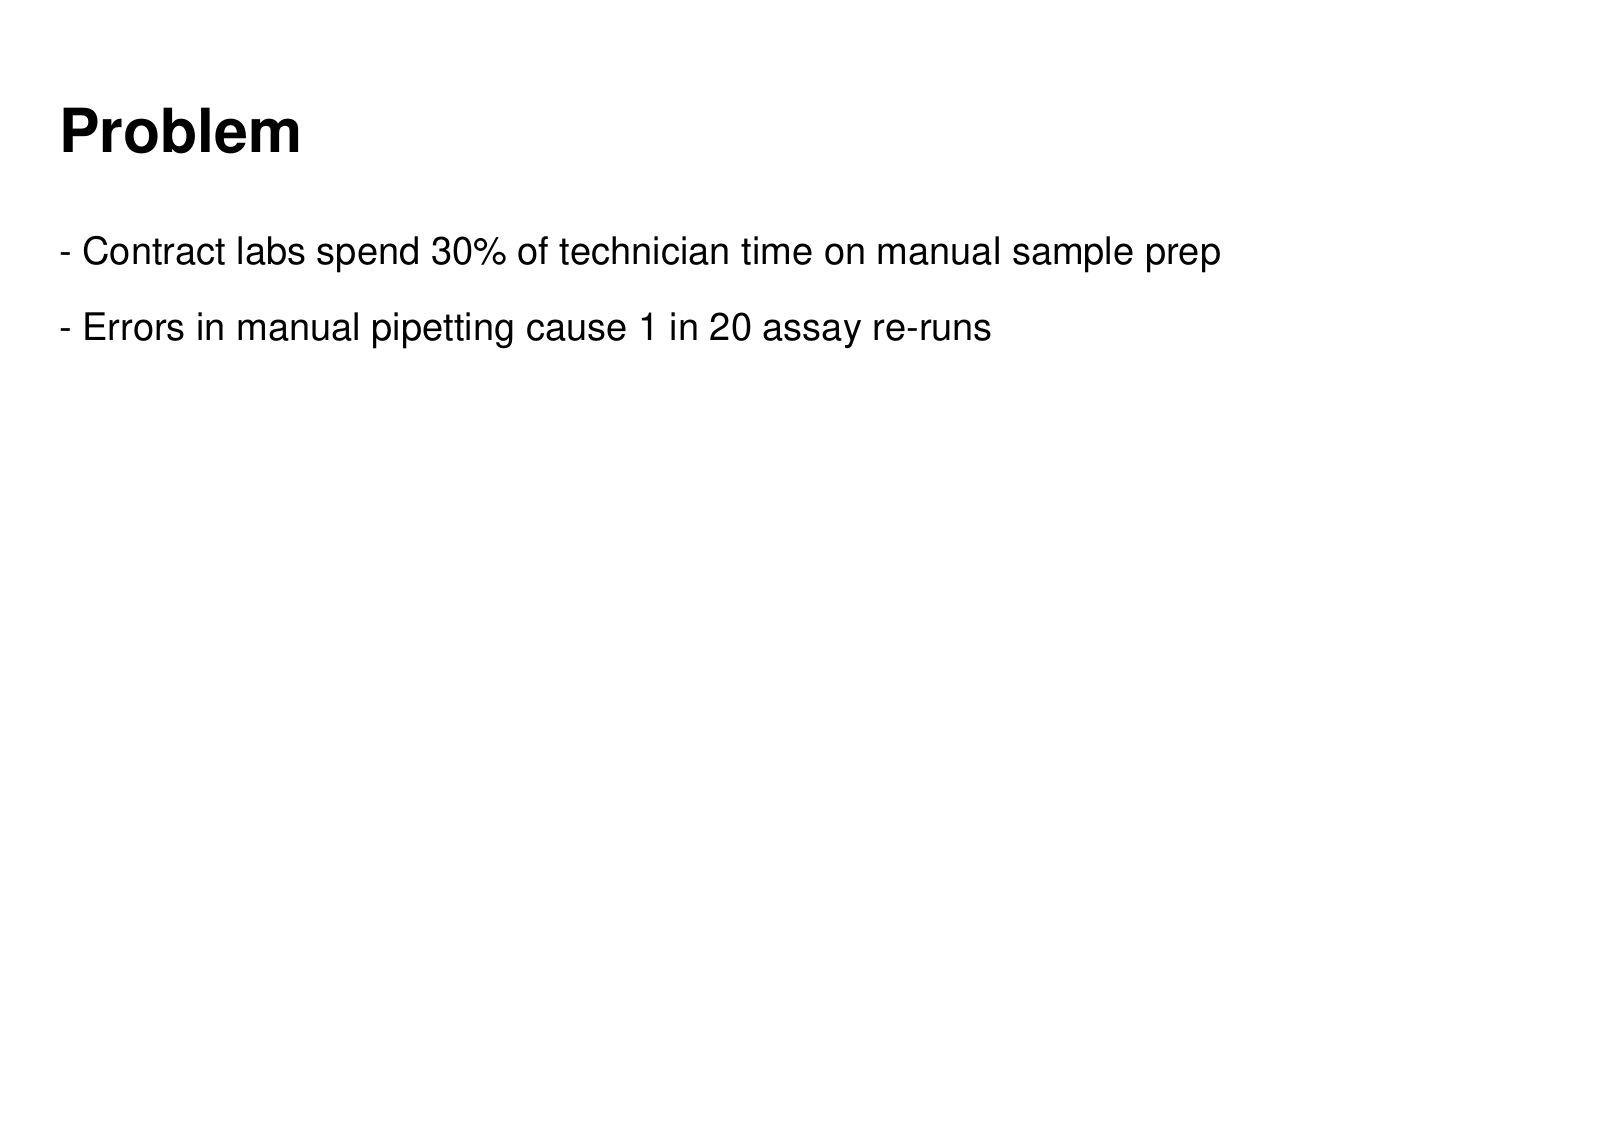 Problem
- Contract labs spend 30% of technician time on manual sample prep
- Errors in manual pipetting cause 1 in 20 assay re-runs